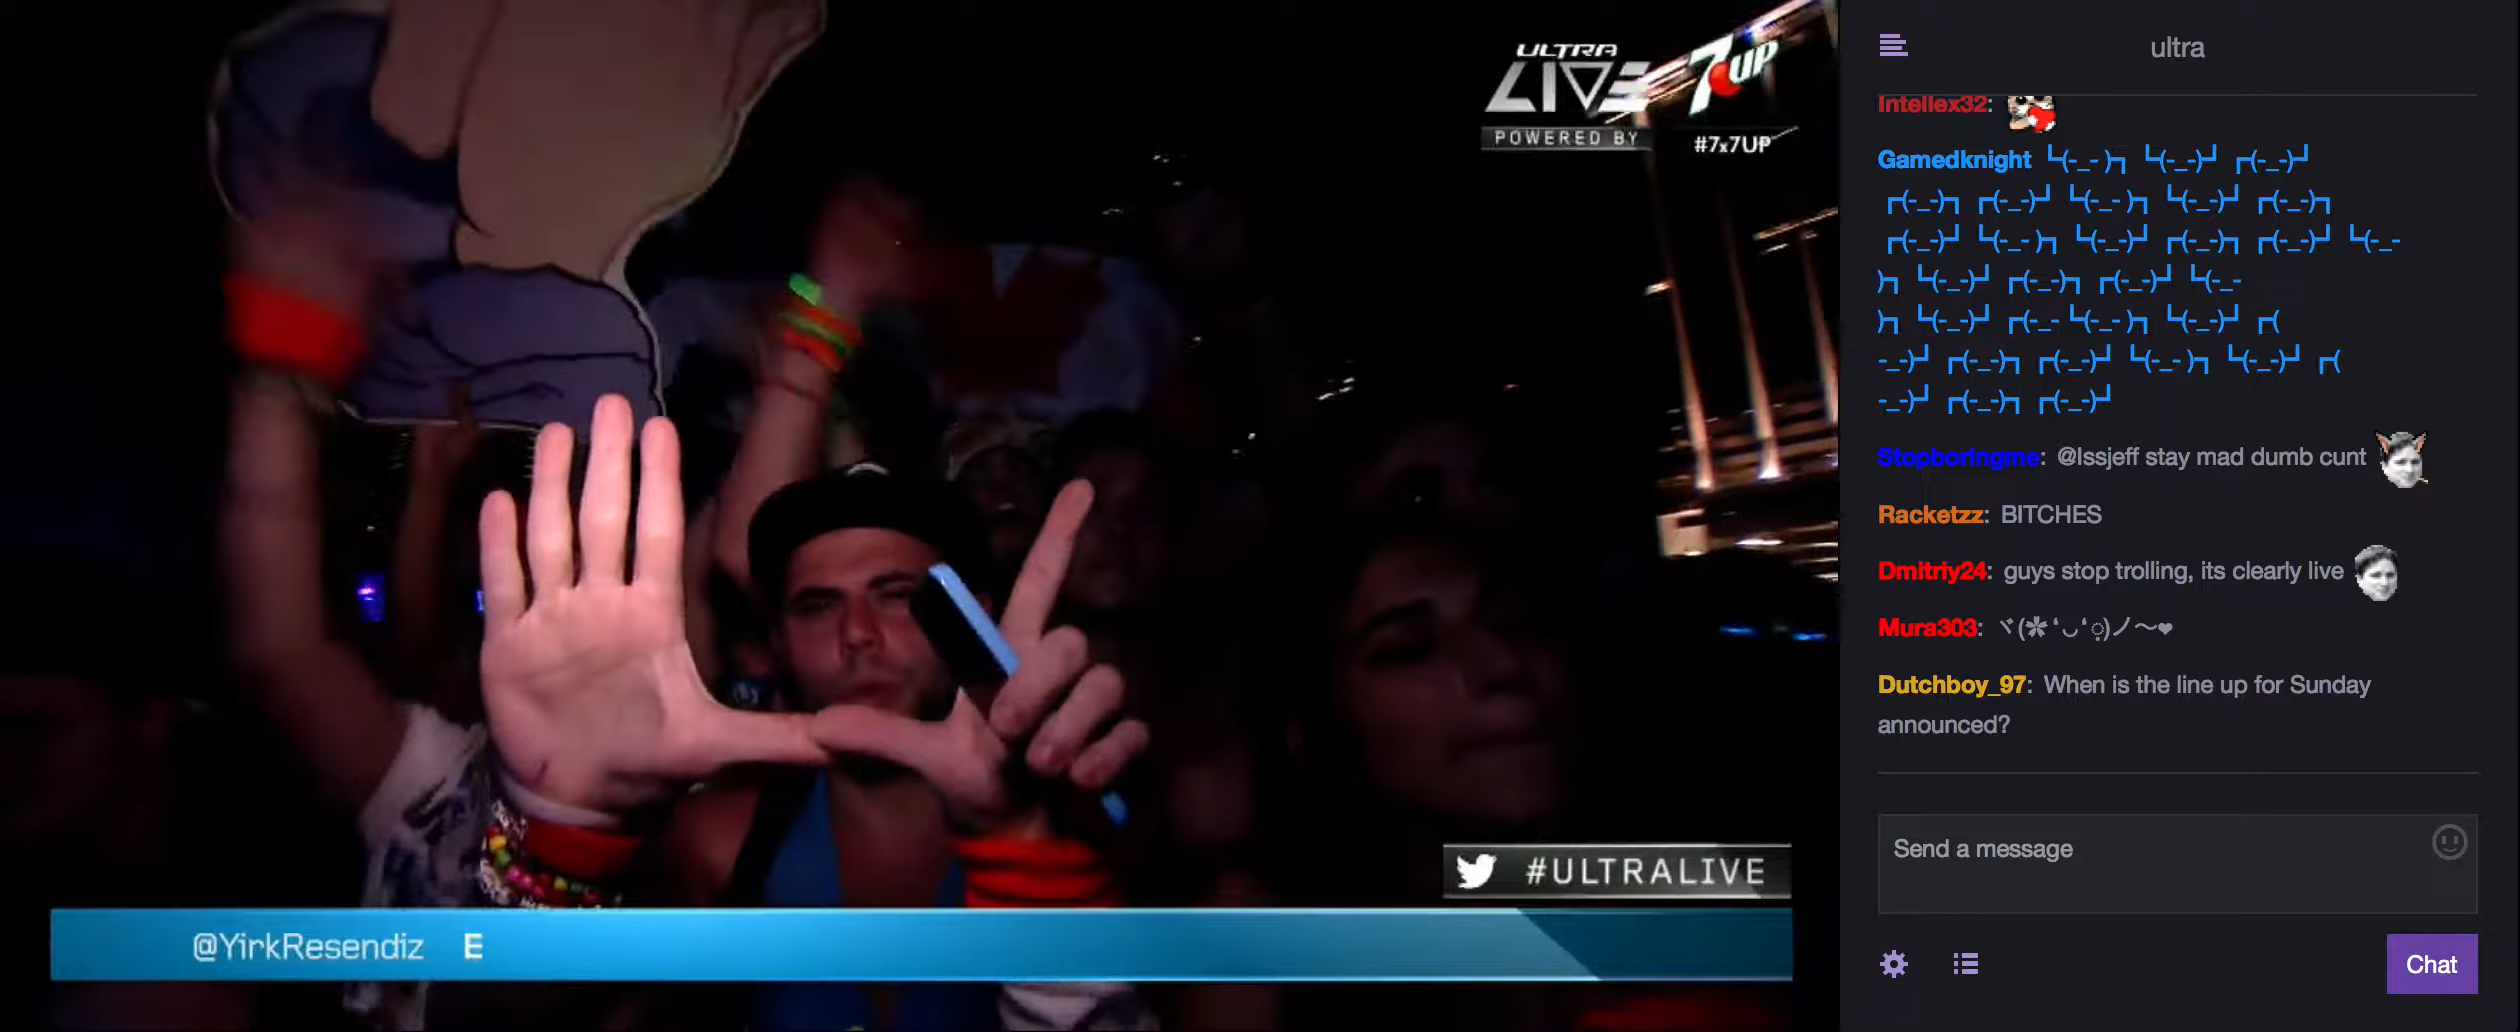 ULTRA
LIVE
7UP
POWERED BY
#7x7UP
#ULTRALIVE
@YirkResendiz E
ultra
Intellex32:
Gamedknight ┗(-_- )┓ ┗(-_-)┛ ┏(-_-)┛
┏(-_-)┓ ┏(-_-)┛ ┗(-_- )┓ ┗(-_-)┛ ┏(-_-)┓
┏(-_-)┛ ┗(-_- )┓ ┗(-_-)┛ ┏(-_-)┓ ┏(-_-)┛ ┗(-_-
)┓ ┗(-_-)┛ ┏(-_-)┓ ┏(-_-)┛ ┗(-_-
)┓ ┗(-_-)┛ ┏(-_- ┗(-_- )┓ ┗(-_-)┛ ┏(
-_-)┛ ┏(-_-)┓ ┏(-_-)┛ ┗(-_- )┓ ┗(-_-)┛ ┏(
-_-)┛ ┏(-_-)┓ ┏(-_-)┛
Stopboringme: @lssjeff stay mad dumb cunt
Racketzz: BITCHES
Dmitriy24: guys stop trolling, its clearly live
Mura303: ヾ(✿❛◡❛ฺ)ノ～❤
Dutchboy_97: When is the line up for Sunday
announced?
Send a message
Chat